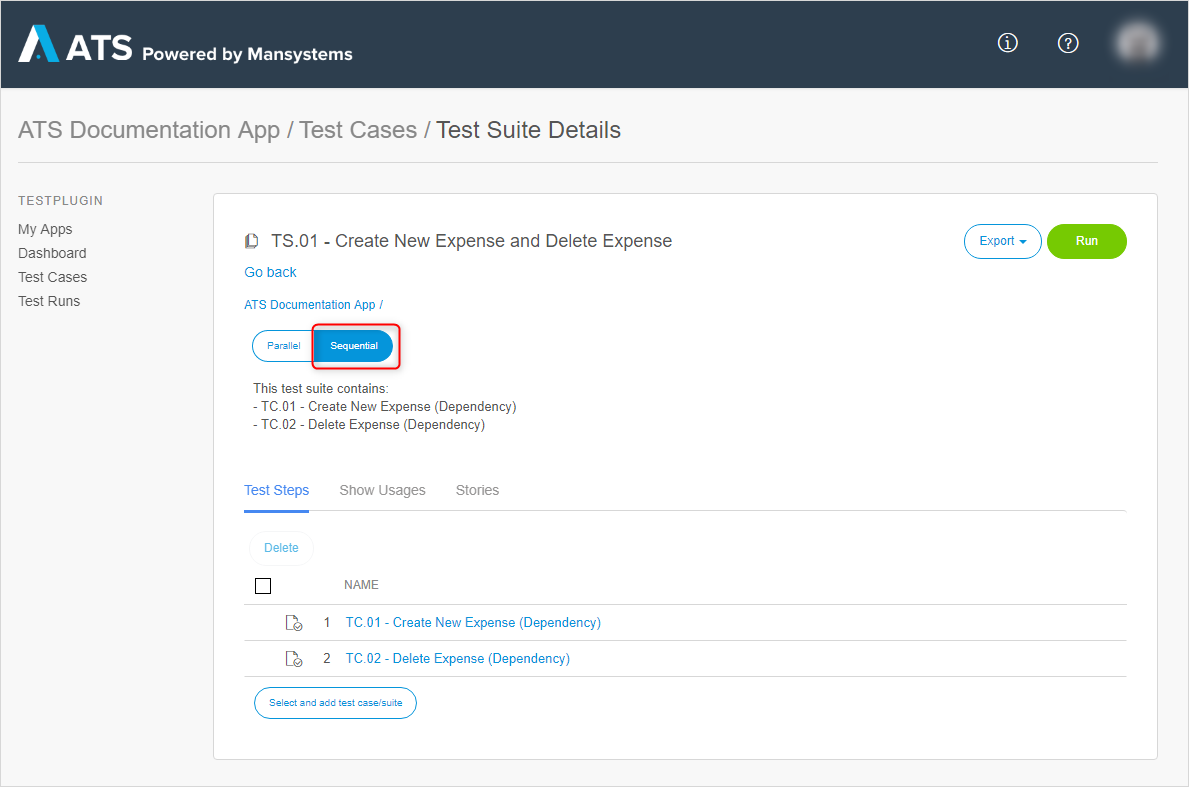 ATS Powered by Mansystems
ATS Documentation App / Test Cases / Test Suite Details
TESTPLUGIN
My Apps
Dashboard
Test Cases
Test Runs
TS.01 - Create New Expense and Delete Expense
Export
Run
Go back
ATS Documentation App /
Parallel
Sequential
This test suite contains:
- TC.01 - Create New Expense (Dependency)
- TC.02 - Delete Expense (Dependency)
Test Steps
Show Usages
Stories
Delete
NAME
1 TC.01 - Create New Expense (Dependency)
2 TC.02 - Delete Expense (Dependency)
Select and add test case/suite